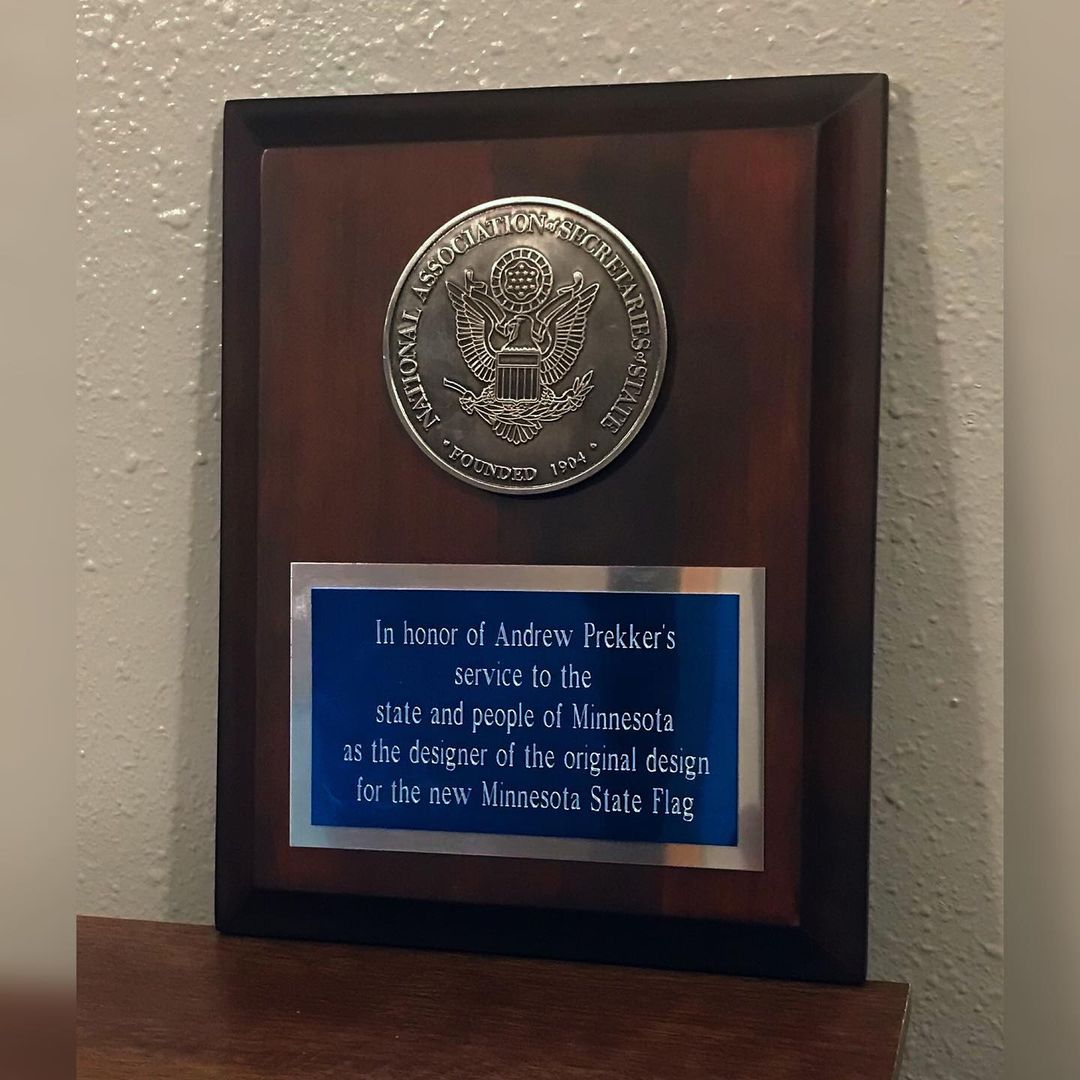 NATIONAL ASSOCIATION of SECRETARIES of STATE
FOUNDED 1904
In honor of Andrew Prekker's
service to the
state and people of Minnesota
as the designer of the original design
for the new Minnesota State Flag